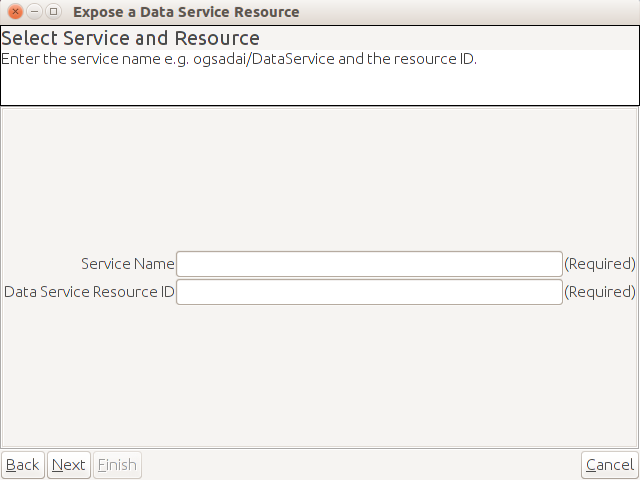 Expose a Data Service Resource
Select Service and Resource
Enter the service name e.g. ogsadai/DataService and the resource ID.
Service Name (Required)
Data Service Resource ID (Required)
Back Next Finish Cancel